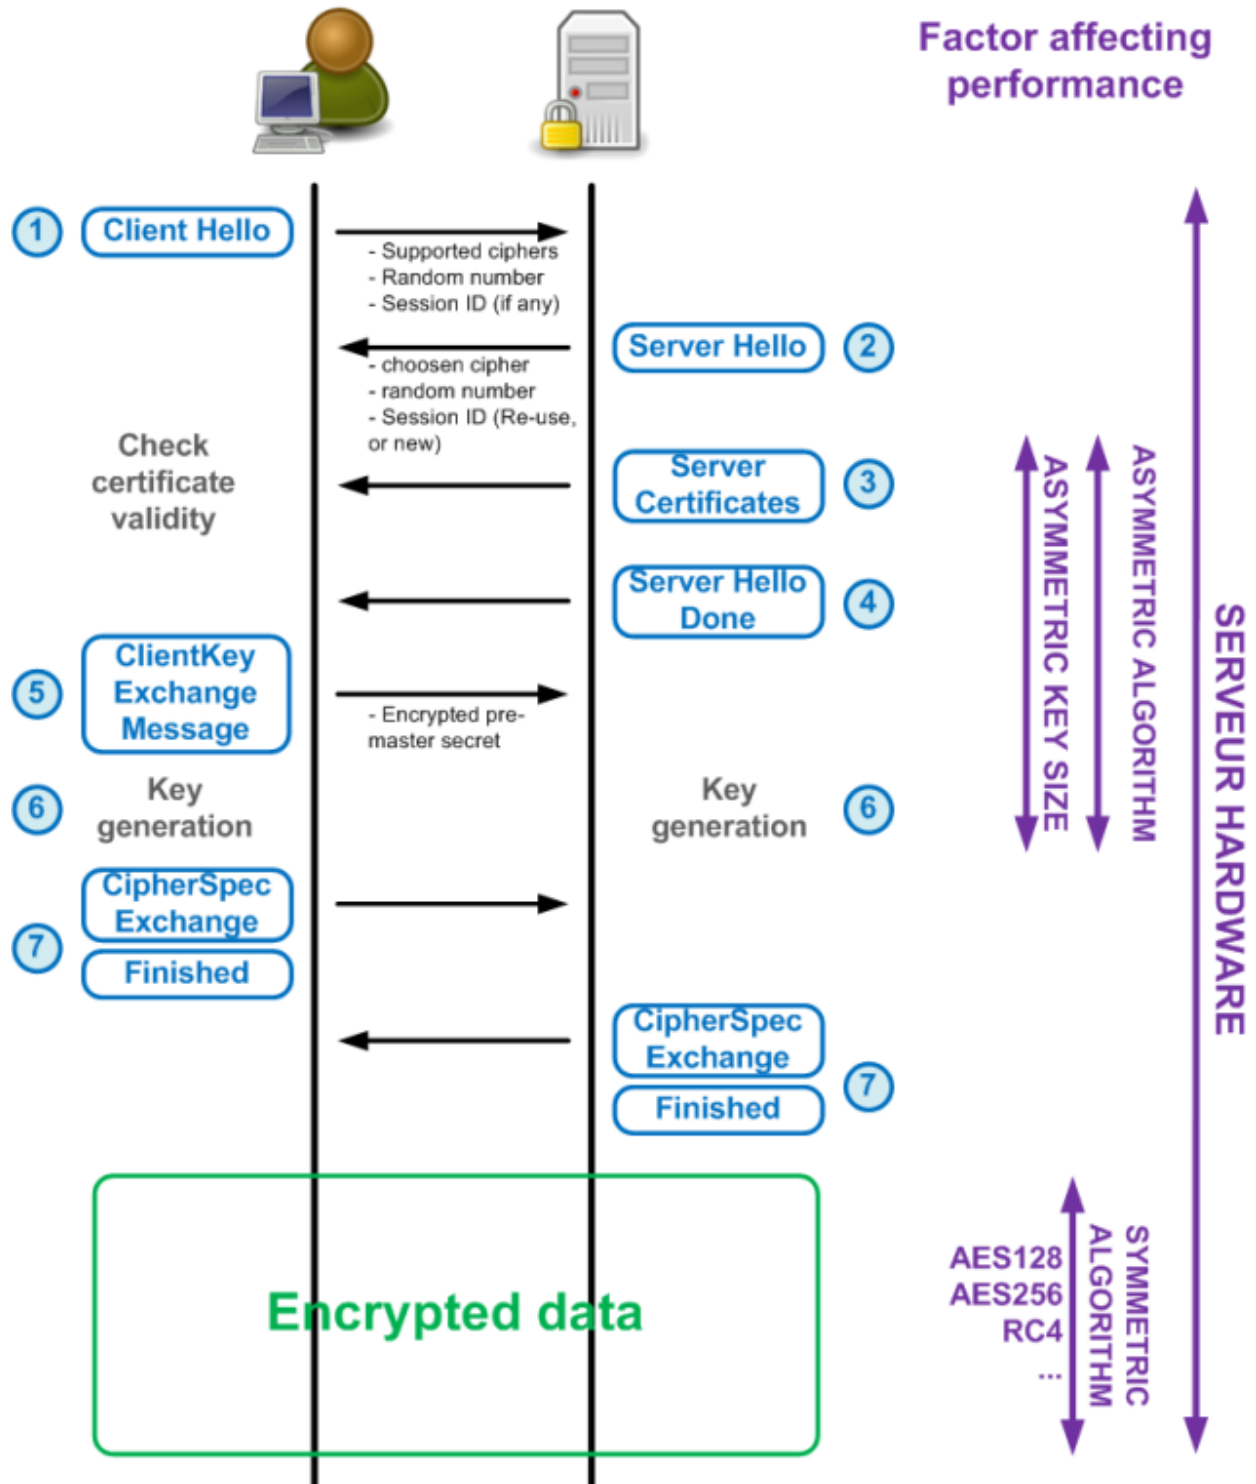 Factor affecting
performance
1
Client Hello
- Supported ciphers
- Random number
- Session ID (if any)
Server Hello
2
- choosen cipher
- random number
- Session ID (Re-use,
or new)
Check
certificate
validity
Server
Certificates
3
Server Hello
Done
4
5
ClientKey
Exchange
Message
- Encrypted pre-
master secret
6
Key
generation
Key
generation
6
7
CipherSpec
Exchange
Finished
CipherSpec
Exchange
Finished
7
Encrypted data
ASYMMETRIC KEY SIZE
ASYMMETRIC ALGORITHM
SERVEUR HARDWARE
AES128
AES256
RC4
...
SYMMETRIC
ALGORITHM